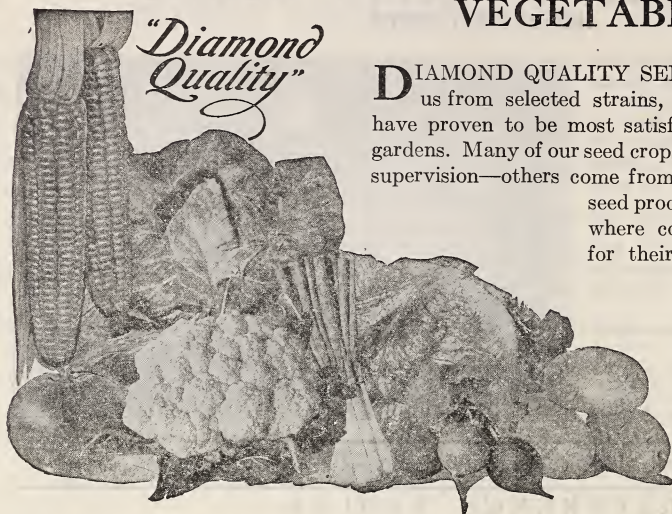 "Diamond
Quality"
VEGETAB
DIAMOND QUALITY SE
us from selected strains,
have proven to be most satisf
gardens. Many of our seed crop
supervision—others come from
seed proc
where co
for their